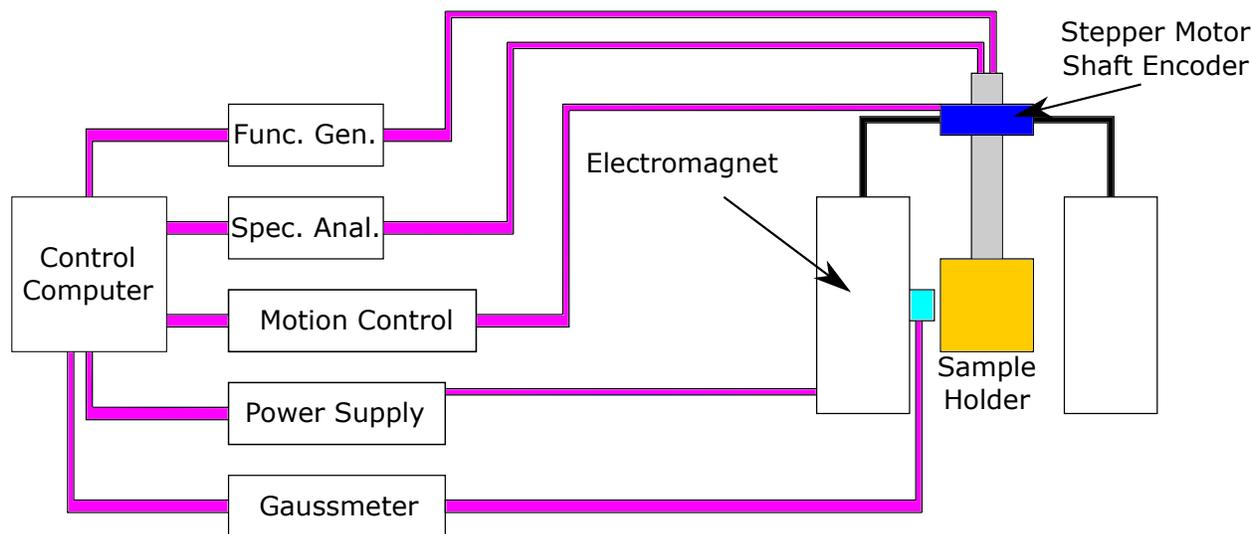 Stepper Motor
Shaft Encoder
Func. Gen.
Electromagnet
Spec. Anal.
Control
Computer
Motion Control
Sample
Holder
Power Supply
Gaussmeter